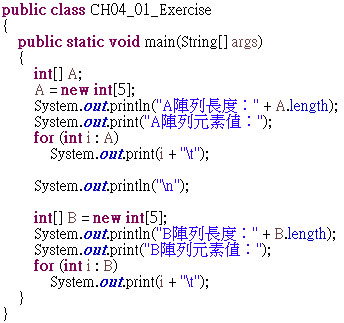 public class CH04_01_Exercise
{
    public static void main(String[] args)
    {
        int[] A;
        A = new int[5];
        System.out.println("A陣列長度：" + A.length);
        System.out.print("A陣列元素值：");
        for (int i : A)
            System.out.print(i + "\t");

        System.out.println("\n");

        int[] B = new int[5];
        System.out.println("B陣列長度：" + B.length);
        System.out.print("B陣列元素值：");
        for (int i : B)
            System.out.print(i + "\t");
    }
}